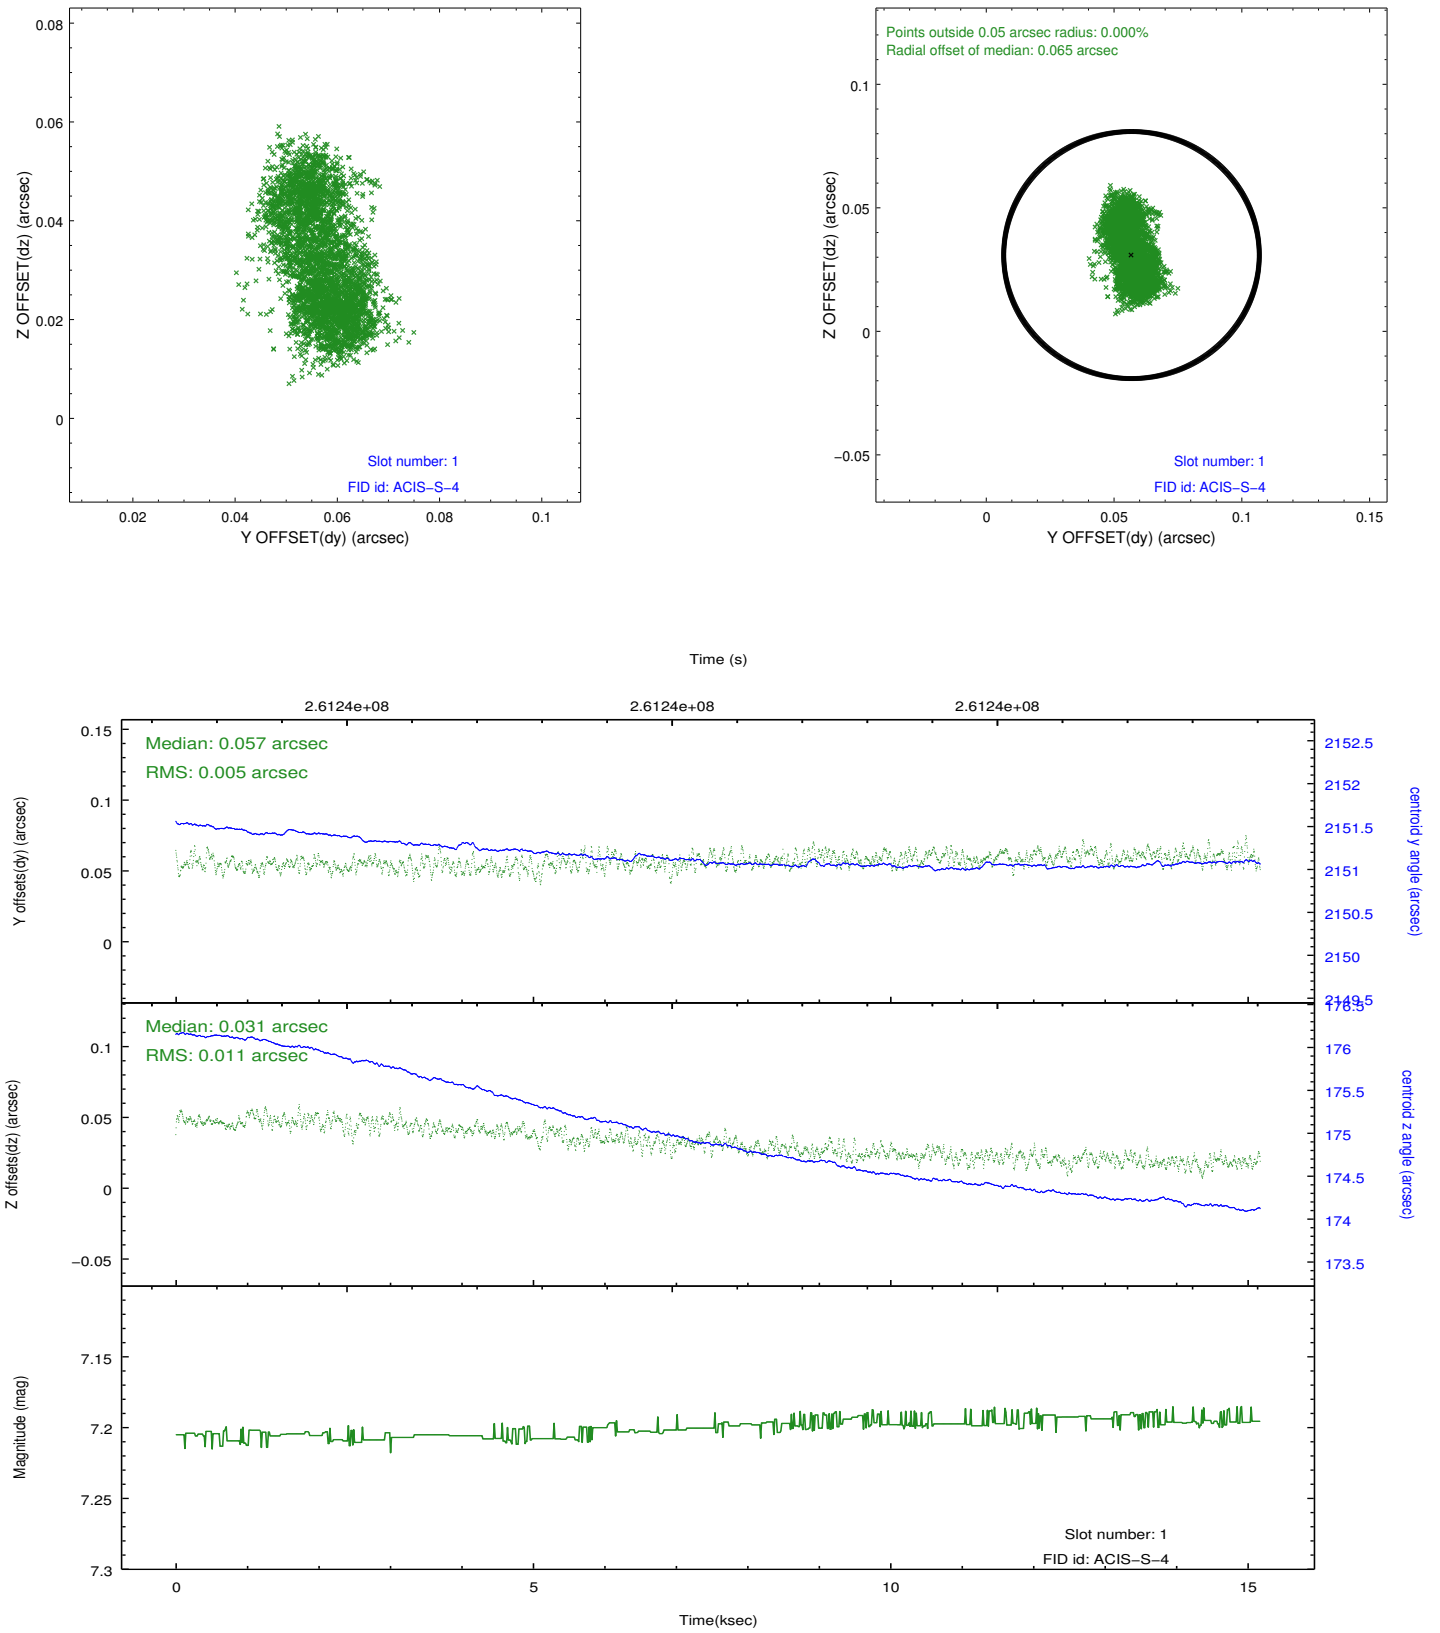 0.08
0.06
0.04
0.02
0
Z OFFSET(dz) (arcsec)
Slot number: 1
FID id: ACIS−S−4
0.02 0.04 0.06 0.08 0.1
Y OFFSET(dy) (arcsec)
Points outside 0.05 arcsec radius: 0.000%
Radial offset of median: 0.065 arcsec
0.1
0.05
0
−0.05
Z OFFSET(dz) (arcsec)
Slot number: 1
FID id: ACIS−S−4
0 0.05 0.1 0.15
Y OFFSET(dy) (arcsec)
Time (s)
2.6124e+08 2.6124e+08 2.6124e+08
Median: 0.057 arcsec
RMS: 0.005 arcsec
0.15
0.1
0.05
0
Y offsets(dy) (arcsec)
2152.5
2152
2151.5
2151
2150.5
2150
2149.5
centroid y angle (arcsec)
Median: 0.031 arcsec
RMS: 0.011 arcsec
0.1
0.05
0
−0.05
Z offsets(dz) (arcsec)
176.5
176
175.5
175
174.5
174
173.5
centroid z angle (arcsec)
7.15
7.2
7.25
7.3
Magnitude (mag)
Slot number: 1
FID id: ACIS−S−4
0 5 10 15
Time(ksec)